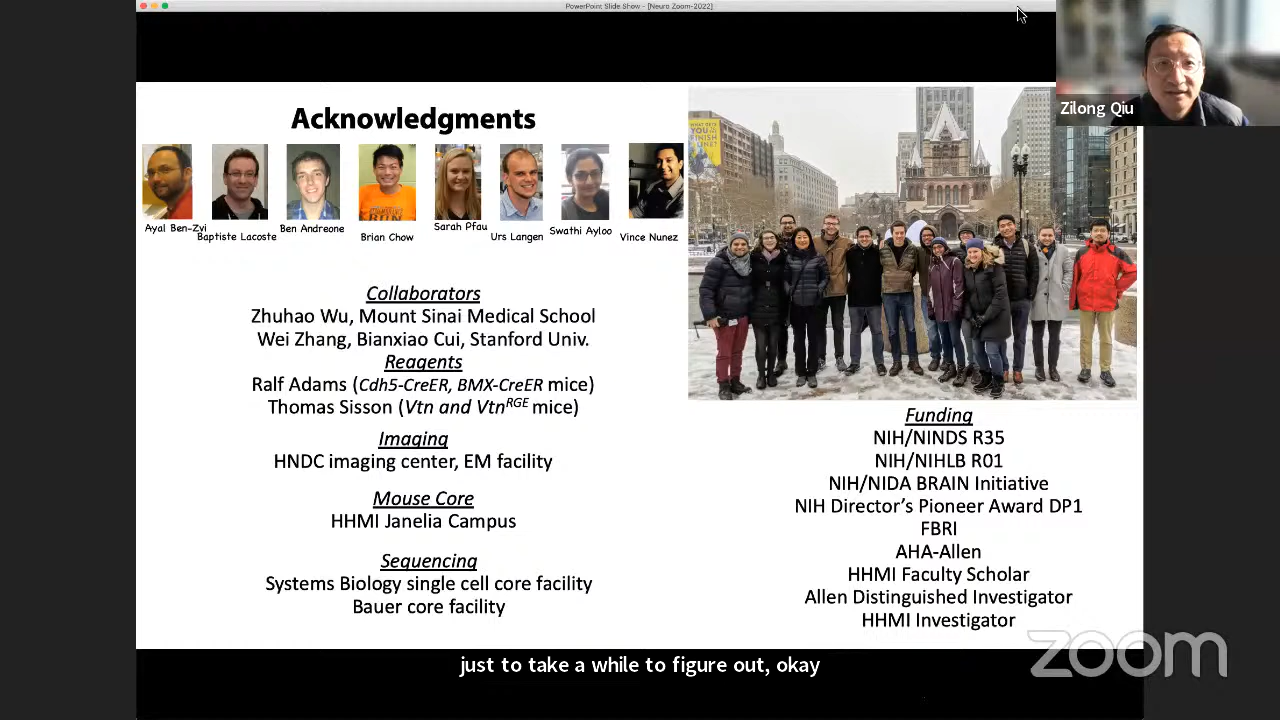 PowerPoint Slide Show - [Neuro Zoom-2022]
Zilong Qiu
Acknowledgments
Ayal Ben-Zvi
Baptiste Lacoste
Ben Andreone
Brian Chow
Sarah Pfau
Urs Langen
Swathi Ayloo
Vince Nunez
WHAT GETS
YOU
FINISH
LINE?
Collaborators
Zhuhao Wu, Mount Sinai Medical School
Wei Zhang, Bianxiao Cui, Stanford Univ.
Reagents
Ralf Adams (Cdh5-CreER, BMX-CreER mice)
Thomas Sisson (Vtn and VtnRGE mice)
Imaging
HNDC imaging center, EM facility
Mouse Core
HHMI Janelia Campus
Sequencing
Systems Biology single cell core facility
Bauer core facility
Funding
NIH/NINDS R35
NIH/NIHLB R01
NIH/NIDA BRAIN Initiative
NIH Director’s Pioneer Award DP1
FBRI
AHA-Allen
HHMI Faculty Scholar
Allen Distinguished Investigator
HHMI Investigator
zoom
just to take a while to figure out, okay